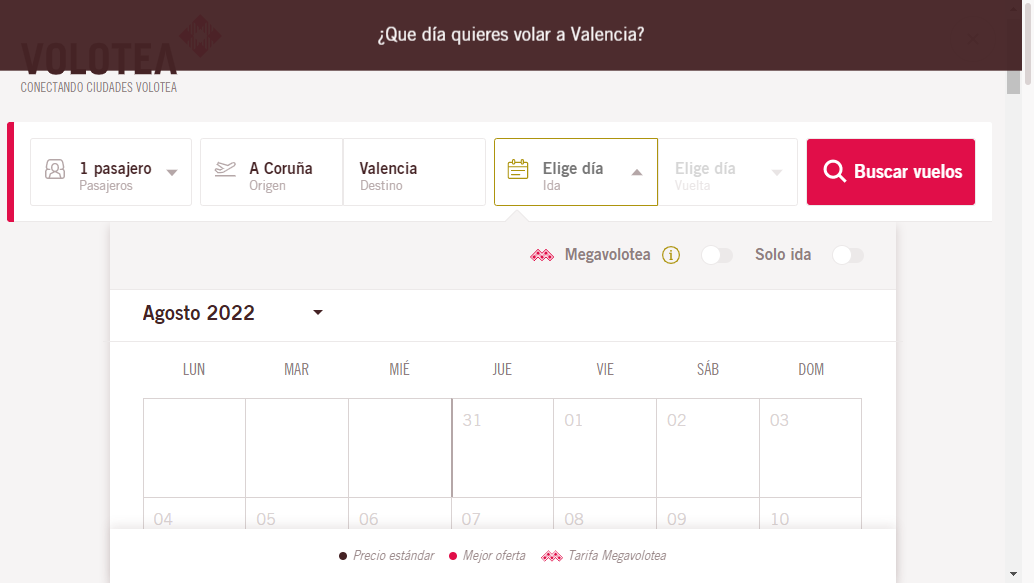 ¿Que día quieres volar a Valencia?
VOLOTEA
CONECTANDO CIUDADES VOLOTEA
1 pasajero
Pasajeros
A Coruña
Origen
Valencia
Destino
Elige día
Ida
Elige día
Vuelta
Buscar vuelos
Megavolotea
Solo ida
Agosto 2022
LUN MAR MIÉ JUE VIE SÁB DOM
31 01 02 03
04 05 06 07 08 09 10
Precio estándar Mejor oferta Tarifa Megavolotea